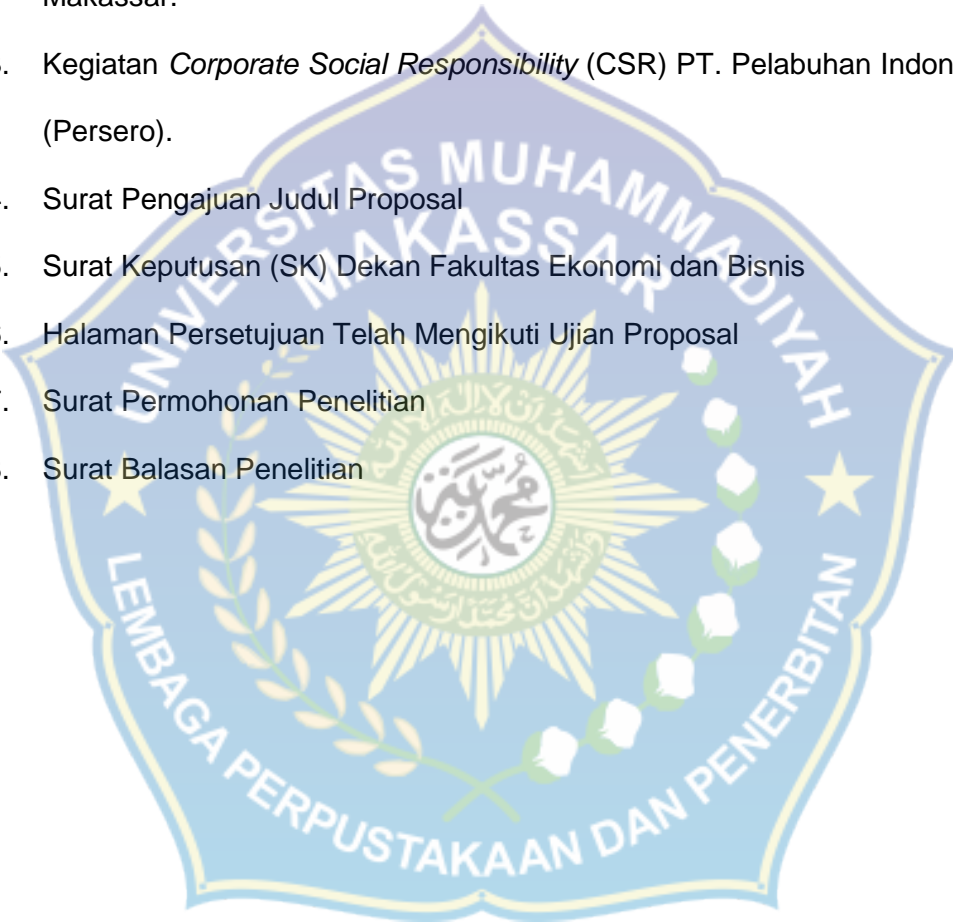 Makassar.
Kegiatan Corporate Social Responsibility (CSR) PT. Pelabuhan Indon
(Persero).
Surat Pengajuan Judul Proposal
Surat Keputusan (SK) Dekan Fakultas Ekonomi dan Bisnis
Halaman Persetujuan Telah Mengikuti Ujian Proposal
Surat Permohonan Penelitian
Surat Balasan Penelitian
UNIVERSITAS MUHAMMADIYAH
MAKASSAR
LEMBAGA PERPUSTAKAAN DAN PENERBITAN